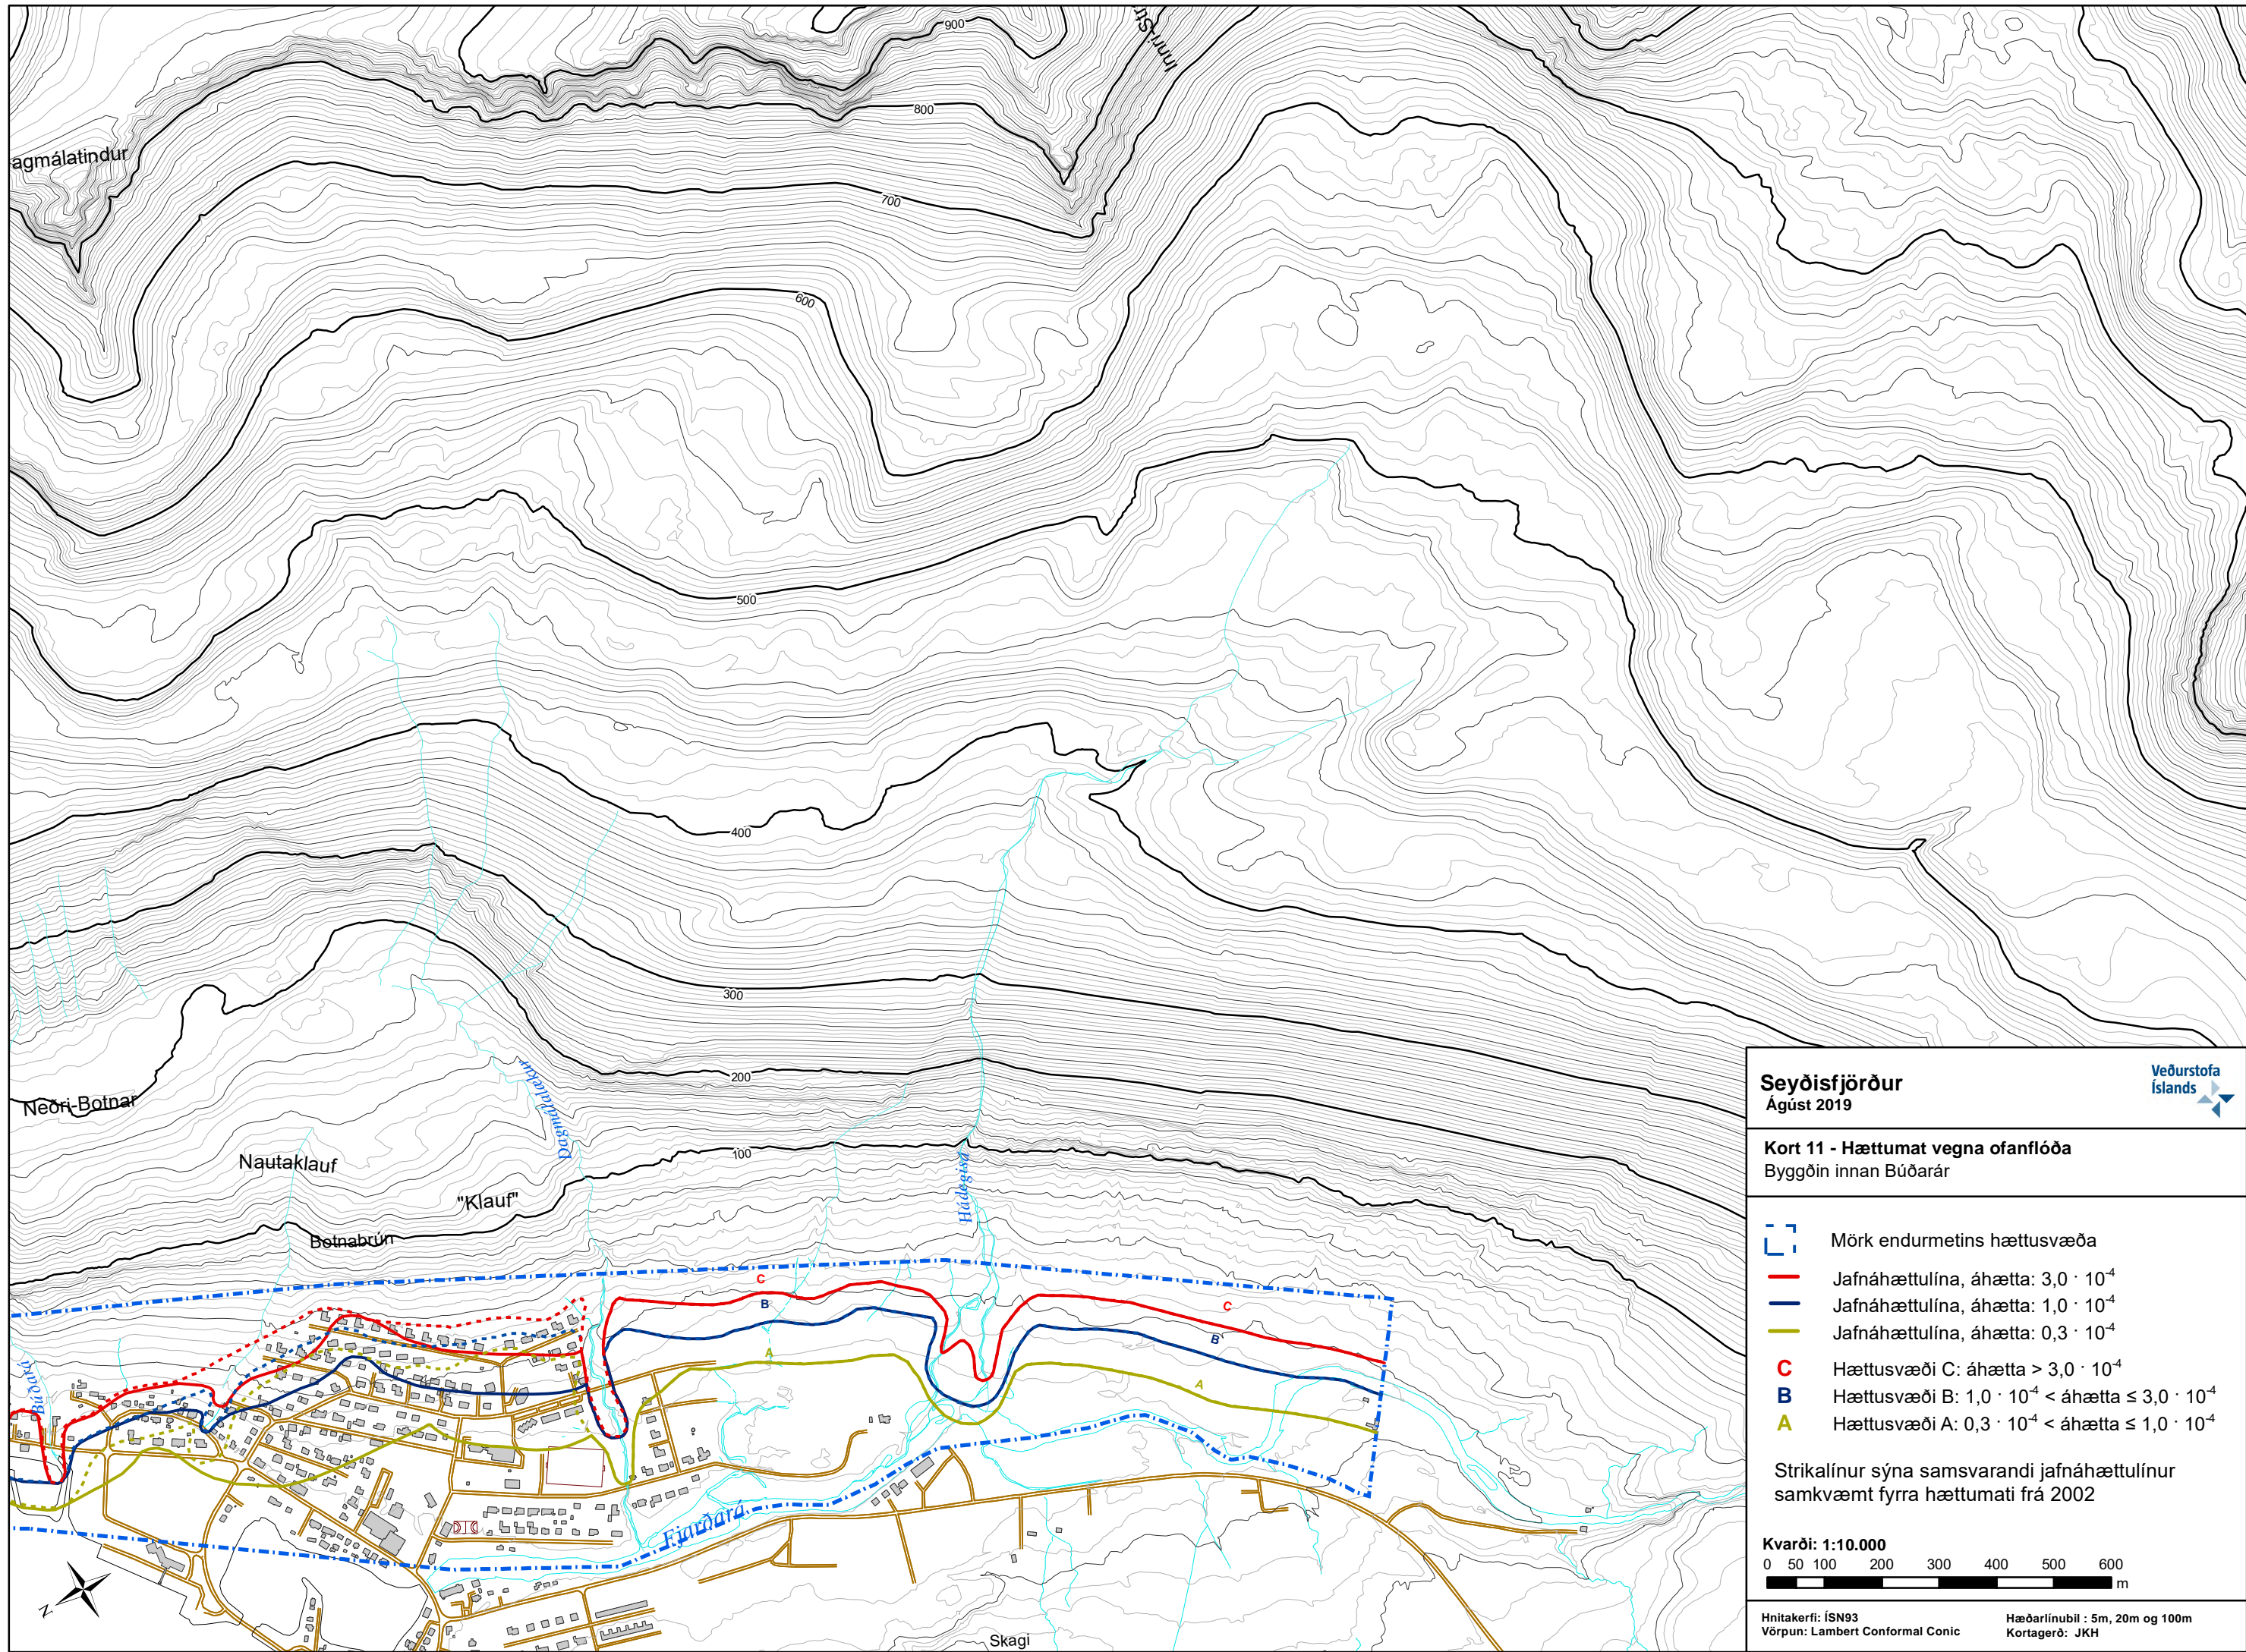 900
Innri-Str
800
agmálatindur
700
600
500
400
300
200
100
Neðri-Botnar
Dagmálalækur
Nautaklauf
"Klauf"
Hádegisá
Botnabrún
C
B
A
C
B
A
Búðará
Fjarðará
Skagi
N
Seyðisfjörður
Ágúst 2019
Veðurstofa
Íslands
Kort 11 - Hættumat vegna ofanflóða
Byggðin innan Búðarár
Mörk endurmetins hættusvæða
Jafnáhættulína, áhætta: 3,0 · 10⁻⁴
Jafnáhættulína, áhætta: 1,0 · 10⁻⁴
Jafnáhættulína, áhætta: 0,3 · 10⁻⁴
C Hættusvæði C: áhætta > 3,0 · 10⁻⁴
B Hættusvæði B: 1,0 · 10⁻⁴ < áhætta ≤ 3,0 · 10⁻⁴
A Hættusvæði A: 0,3 · 10⁻⁴ < áhætta ≤ 1,0 · 10⁻⁴
Strikalínur sýna samsvarandi jafnáhættulínur
samkvæmt fyrra hættumati frá 2002
Kvarði: 1:10.000
0 50 100 200 300 400 500 600
m
Hnitakerfi: ÍSN93
Vörpun: Lambert Conformal Conic
Hæðarlínubil : 5m, 20m og 100m
Kortagerð: JKH